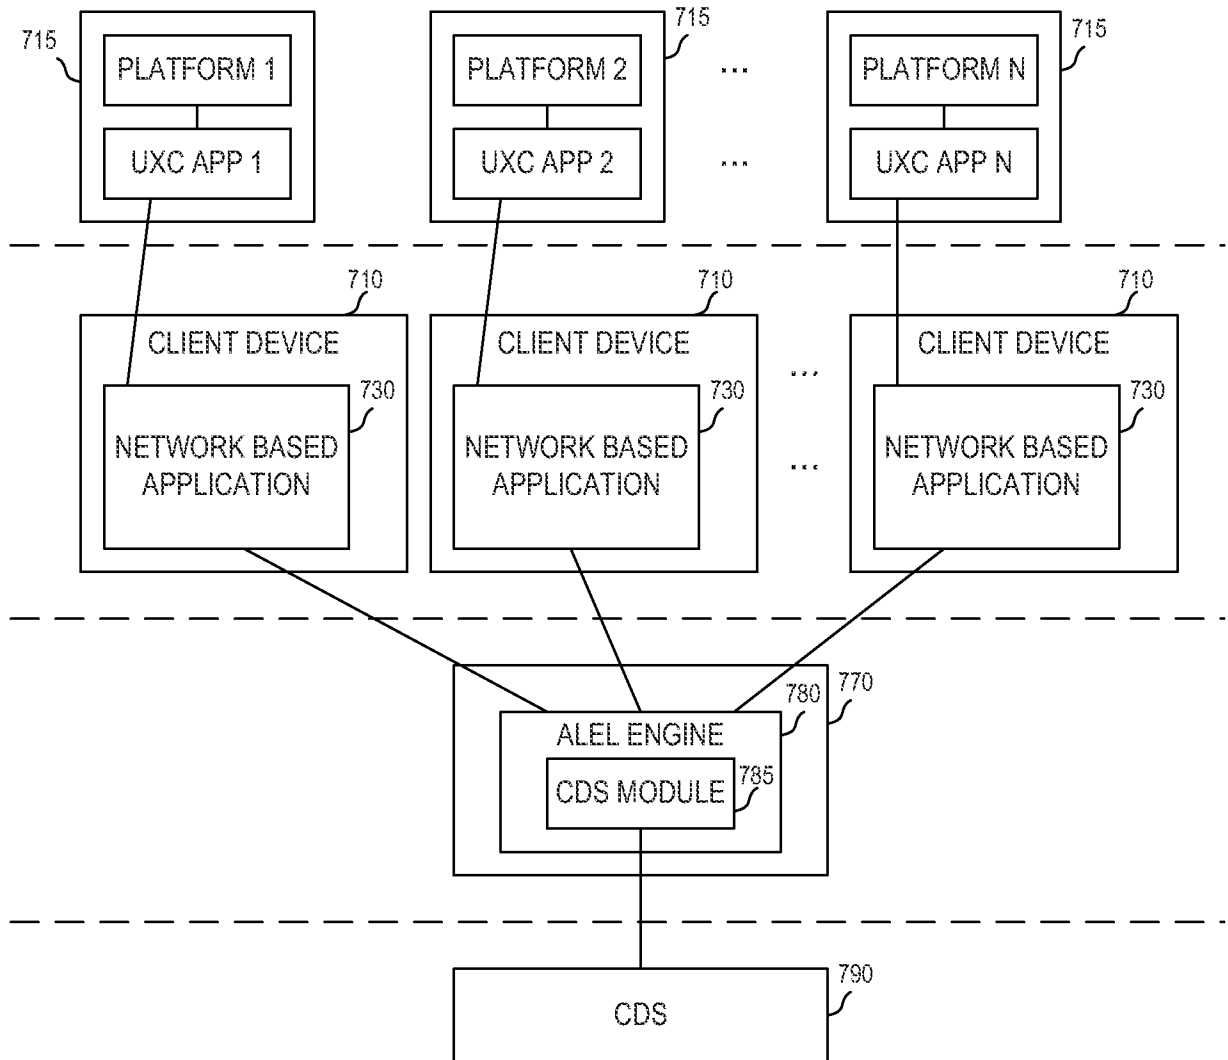 715
PLATFORM 1
UXC APP 1
715
PLATFORM 2
UXC APP 2
...
...
715
PLATFORM N
UXC APP N
710
CLIENT DEVICE
730
NETWORK BASED
APPLICATION
710
CLIENT DEVICE
730
NETWORK BASED
APPLICATION
...
...
710
CLIENT DEVICE
730
NETWORK BASED
APPLICATION
770
780
ALEL ENGINE
785
CDS MODULE
790
CDS